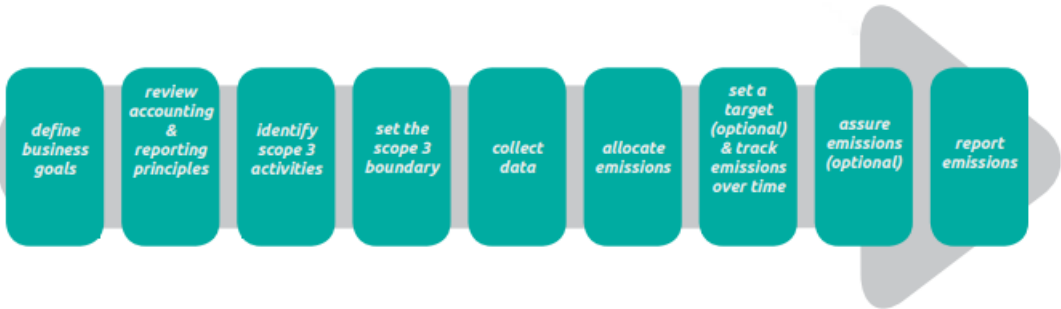 define
business
goals
review
accounting
&
reporting
principles
identify
scope 3
activities
set the
scope 3
boundary
collect
data
allocate
emissions
set a
target
(optional)
& track
emissions
over time
assure
emissions
(optional)
report
emissions